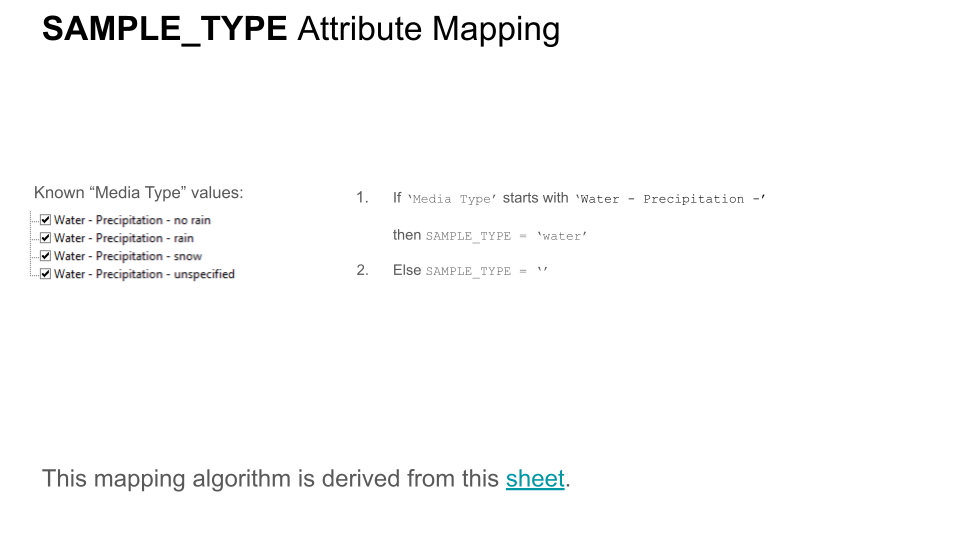 SAMPLE_TYPE Attribute Mapping
Known “Media Type” values:
Water - Precipitation - no rain
Water - Precipitation - rain
Water - Precipitation - snow
Water - Precipitation - unspecified
1. If ‘Media Type’ starts with ‘Water - Precipitation -’
then SAMPLE_TYPE = ‘water’
2. Else SAMPLE_TYPE = ‘’
This mapping algorithm is derived from this sheet.